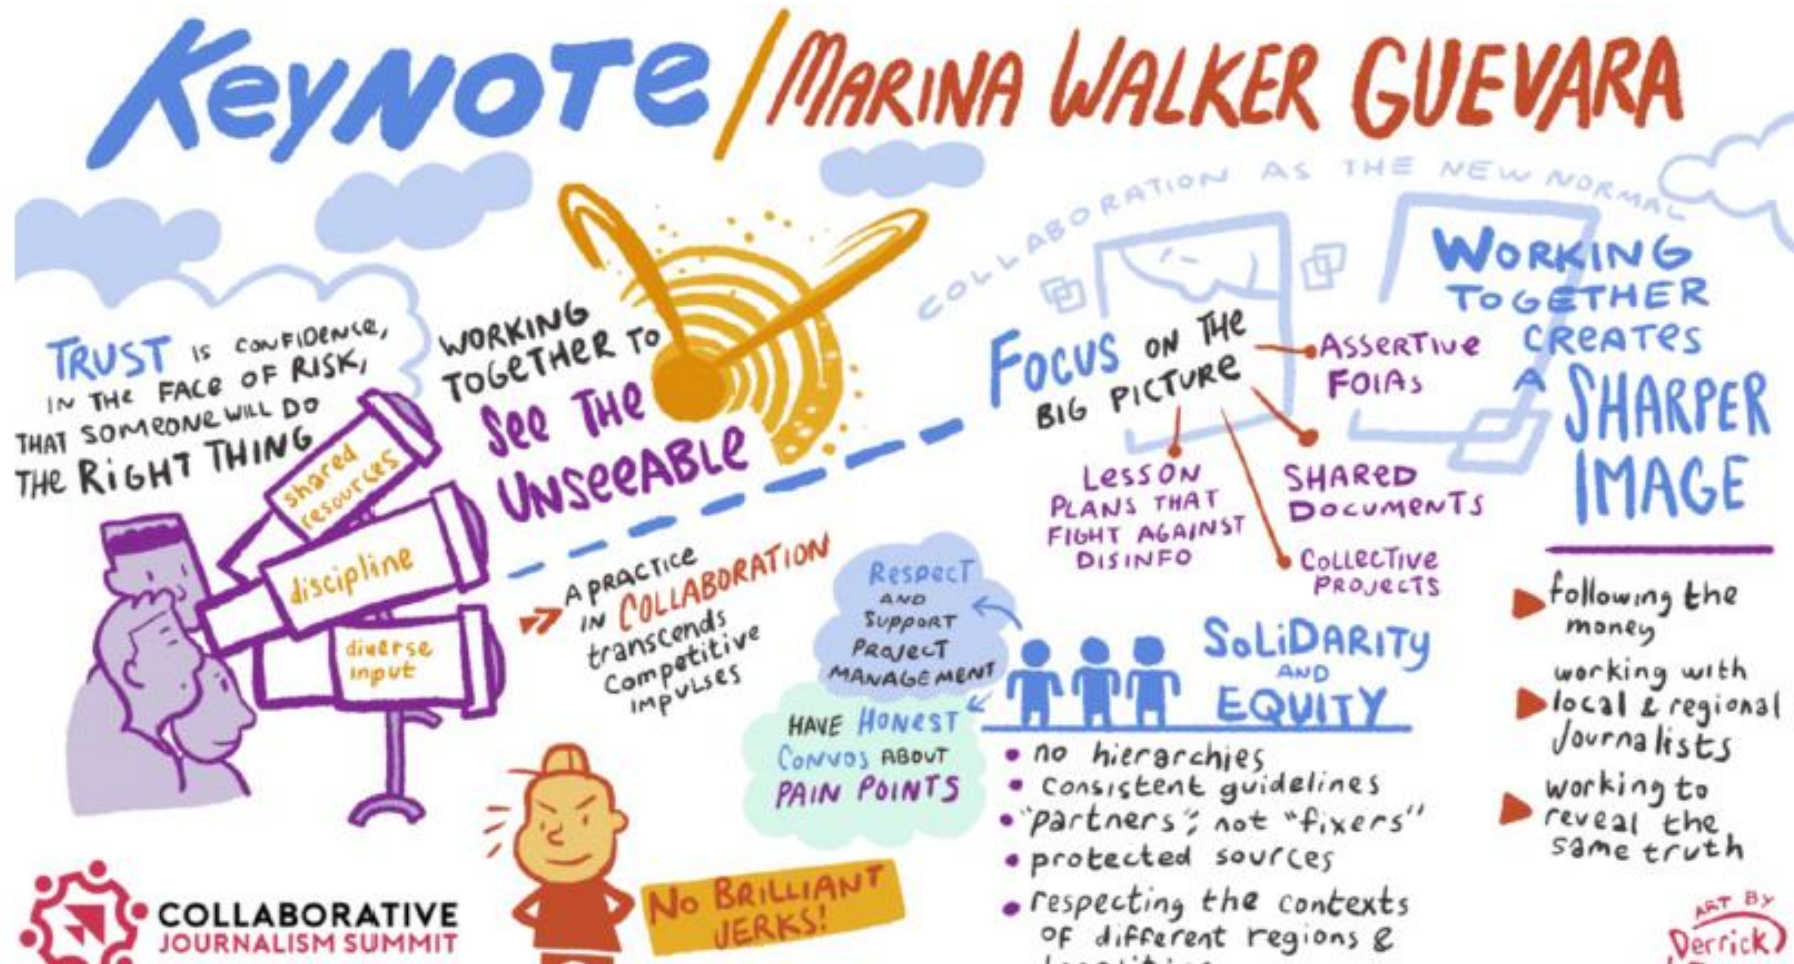 KeyNOTE / MARINA WALKER GUEVARA
COLLABORATION AS THE NEW NORMAL
TRUST IS CONFIDENCE,
IN THE FACE OF RISK,
THAT SOMEONE WILL DO
THE RIGHT THING
shared
resources
discipline
diverse
input
WORKING
TOGETHER TO
SEE THE
UNSEEABLE
A PRACTICE
IN COLLABORATION
transcends
competitive
impulses
FOCUS ON THE
BIG PICTURE
ASSERTIVE
FOIAs
LESSON
PLANS THAT
FIGHT AGAINST
DISINFO
SHARED
DOCUMENTS
COLLECTIVE
PROJECTS
WORKING
TOGETHER
CREATES
A SHARPER
IMAGE
following the
money
working with
local & regional
journalists
working to
reveal the
same truth
Respect
AND
SUPPORT
PROJECT
MANAGEMENT
HAVE HONEST
CONVOS ABOUT
PAIN POINTS
SOLIDARITY
AND
EQUITY
no hierarchies
consistent guidelines
"partners", not "fixers"
protected sources
respecting the contexts
of different regions &
NO BRILLIANT
JERKS!
COLLABORATIVE
JOURNALISM SUMMIT
ART BY
Derrick